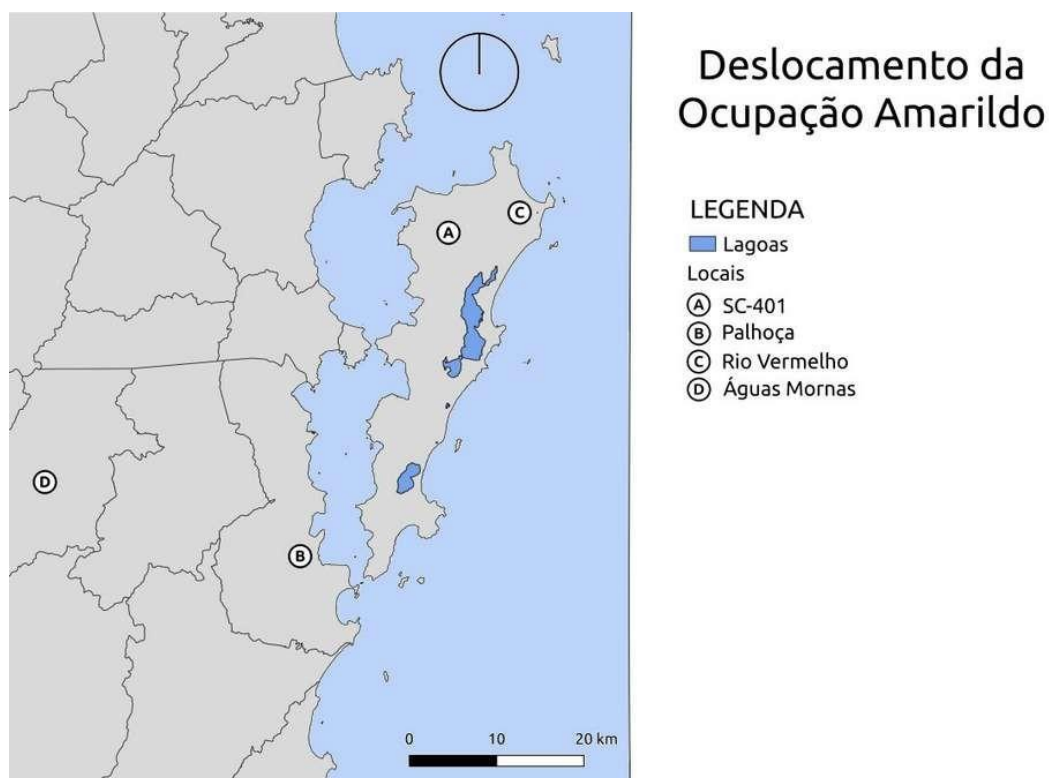 Deslocamento da
Ocupação Amarildo
LEGENDA
Lagoas
Locais
A SC-401
B Palhoça
C Rio Vermelho
D Águas Mornas
C
A
D
B
0 10 20 km